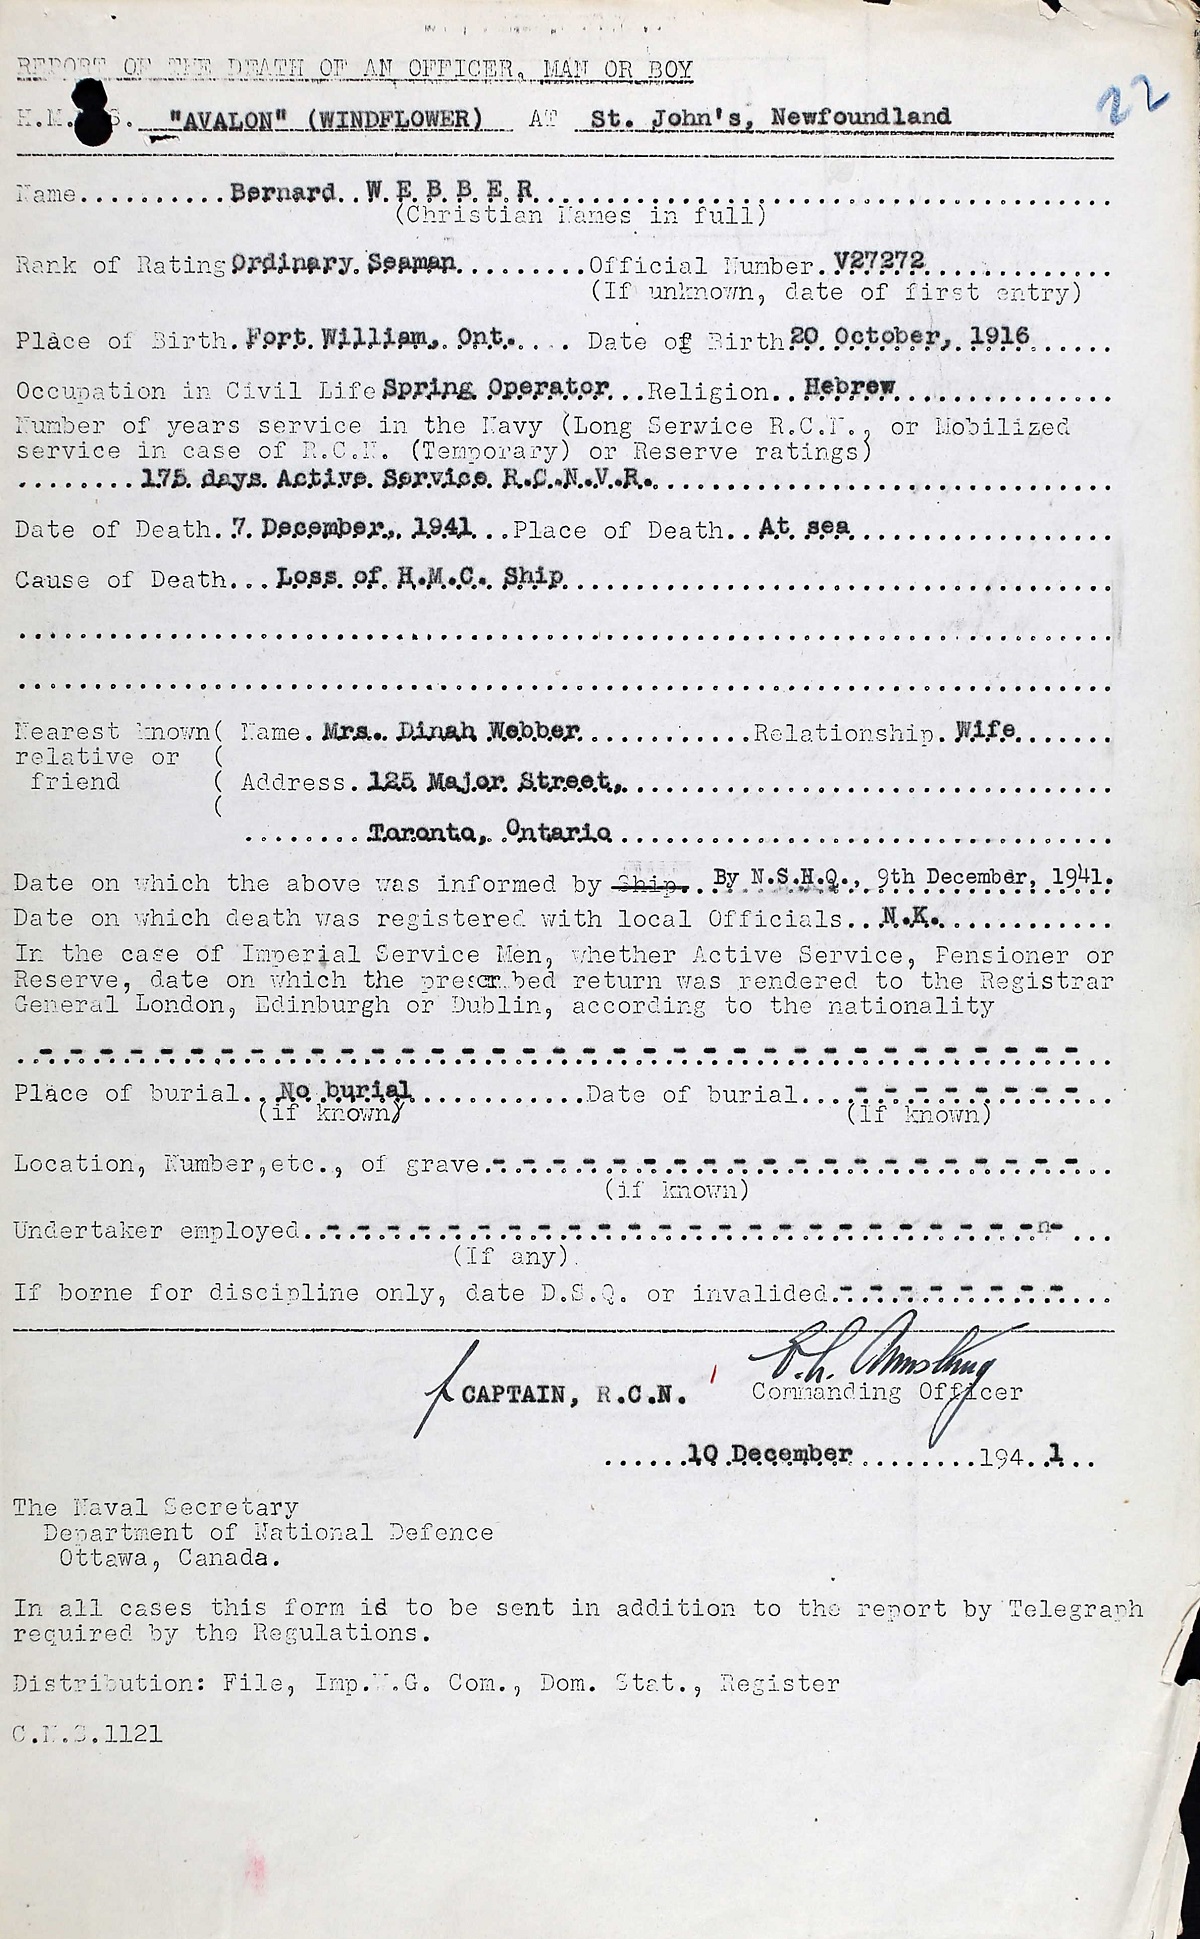 REPORT OF THE DEATH OF AN OFFICER, MAN OR BOY
22
H.M. S. "AVALON" (WINDFLOWER) AT St. John's, Newfoundland
Name...........Bernard..W.E.B.B.E.R......................................
(Christian Names in full)
Rank of Rating Ordinary Seaman.........Official Number. V27272............
(If unknown, date of first entry)
Place of Birth. Fort William, Ont..... Date of Birth 20 October, 1916......
Occupation in Civil Life Spring Operator...Religion.. Hebrew..............
Number of years service in the Navy (Long Service R.C.N., or Mobilized
service in case of R.C.N. (Temporary) or Reserve ratings)
........175 days Active Service R.C.N.V.R...............................
Date of Death. 7 December, 1941...Place of Death.. At sea.................
Cause of Death... Loss of H.M.C. Ship....................................
.........................................................................
.........................................................................
Nearest known( Name. Mrs. Dinah Webber............Relationship. Wife.......
relative or (
friend ( Address. 125 Major Street,................................
(
........Toronto, Ontario.................................
Date on which the above was informed by Ship... By N.S.H.Q., 9th December, 1941.
Date on which death was registered with local Officials.. N.K............
In the case of Imperial Service Men, whether Active Service, Pensioner or
Reserve, date on which the prescribed return was rendered to the Registrar
General London, Edinburgh or Dublin, according to the nationality
..-.-.-.-.-.-.-.-.-.-.-.-.-.-.-.-.-.-.-.-.-.-.-.-.-.-.-.-.-.-.-.-.-.-.-...
Place of burial.. No burial............Date of burial....-.-.-.-.-.-.-.-...
(if known) (if known)
Location, Number,etc., of grave.-.-.-.-.-.-.-.-.-.-.-.-.-.-.-.-.-.-.-.-...
(if known)
Undertaker employed..-.-.-.-.-.-.-.-.-.-.-.-.-.-.-.-.-.-.-.-.-.-.-.-n-...
(If any)
If borne for discipline only, date D.S.Q. or invalided.-.-.-.-.-.-.-.-....
CAPTAIN, R.C.N. Commanding Officer
......10 December.........194. 1...
The Naval Secretary
Department of National Defence
Ottawa, Canada.
In all cases this form is to be sent in addition to the report by Telegraph
required by the Regulations.
Distribution: File, Imp.W.G. Com., Dom. Stat., Register
C.N.S.1121